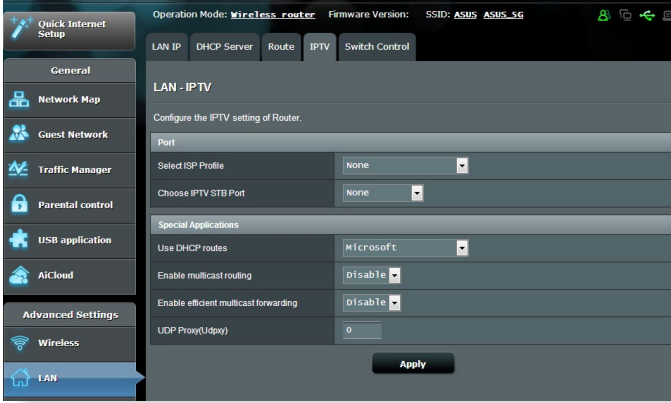 Quick Internet
Setup
Operation Mode: Wireless router Firmware Version: SSID: ASUS ASUS_5G
LAN IP DHCP Server Route IPTV Switch Control
General
Network Map
Guest Network
Traffic Manager
Parental control
USB application
AiCloud
Advanced Settings
Wireless
LAN
LAN - IPTV
Configure the IPTV setting of Router.
Port
Select ISP Profile None
Choose IPTV STB Port None
Special Applications
Use DHCP routes Microsoft
Enable multicast routing Disable
Enable efficient multicast forwarding Disable
UDP Proxy(Udpxy) 0
Apply